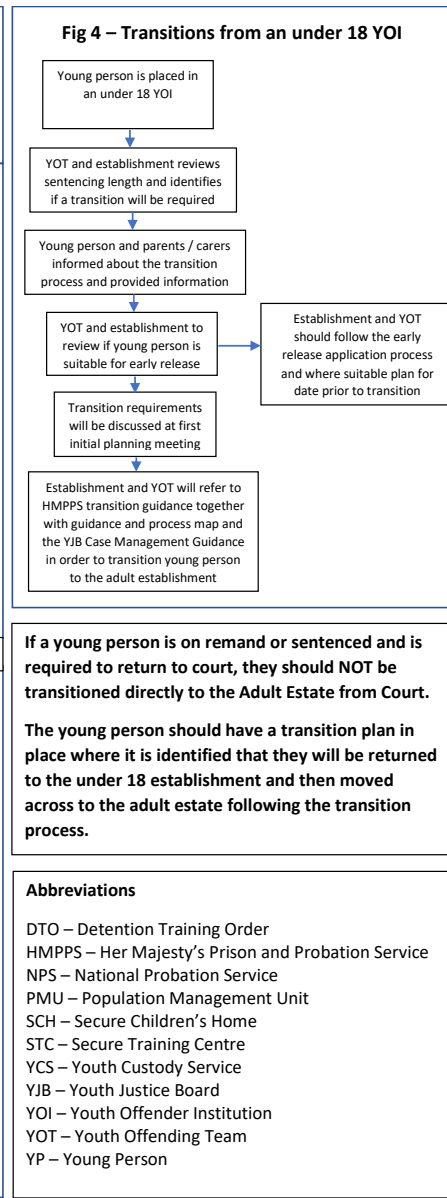 Fig 4 – Transitions from an under 18 YOI
Young person is placed in
an under 18 YOI
YOT and establishment reviews
sentencing length and identifies
if a transition will be required
Young person and parents / carers
informed about the transition
process and provided information
YOT and establishment to
review if young person is
suitable for early release
Establishment and YOT
should follow the early
release application process
and where suitable plan for
date prior to transition
Transition requirements
will be discussed at first
initial planning meeting
Establishment and YOT will refer to
HMPPS transition guidance together
with guidance and process map and
the YJB Case Management Guidance
in order to transition young person
to the adult establishment
If a young person is on remand or sentenced and is
required to return to court, they should NOT be
transitioned directly to the Adult Estate from Court.
The young person should have a transition plan in
place where it is identified that they will be returned
to the under 18 establishment and then moved
across to the adult estate following the transition
process.
Abbreviations
DTO – Detention Training Order
HMPPS – Her Majesty's Prison and Probation Service
NPS – National Probation Service
PMU – Population Management Unit
SCH – Secure Children's Home
STC – Secure Training Centre
YCS – Youth Custody Service
YJB – Youth Justice Board
YOI – Youth Offender Institution
YOT – Youth Offending Team
YP – Young Person